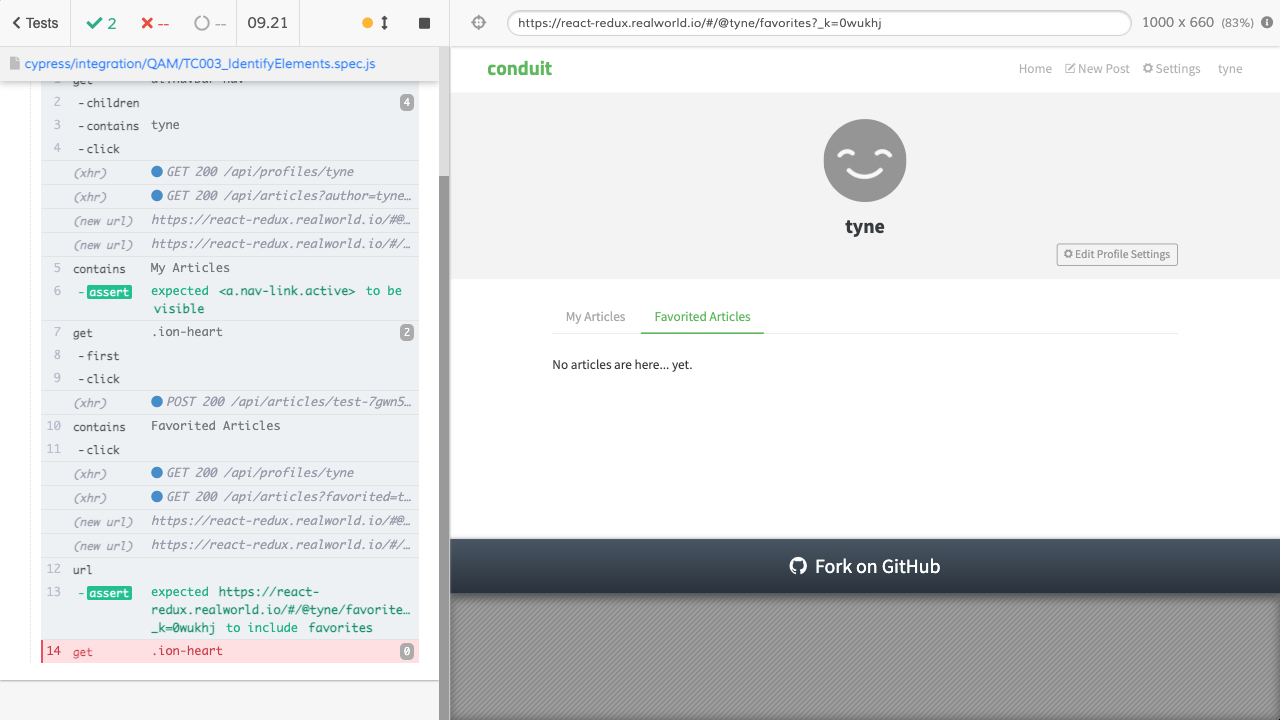 Tests
2
--
--
09.21
https://react-redux.realworld.io/#/@tyne/favorites?_k=0wukhj
1000 x 660 (83%)
cypress/integration/QAM/TC003_IdentifyElements.spec.js
2 -children 4
3 -contains tyne
4 -click
(xhr) GET 200 /api/profiles/tyne
(xhr) GET 200 /api/articles?author=tyne…
(new url) https://react-redux.realworld.io/#@…
(new url) https://react-redux.realworld.io/#/…
5 contains My Articles
6 -assert expected <a.nav-link.active> to be
visible
7 get .ion-heart 2
8 -first
9 -click
(xhr) POST 200 /api/articles/test-7gwn5…
10 contains Favorited Articles
11 -click
(xhr) GET 200 /api/profiles/tyne
(xhr) GET 200 /api/articles?favorited=t…
(new url) https://react-redux.realworld.io/#@…
(new url) https://react-redux.realworld.io/#/…
12 url
13 -assert expected https://react-
redux.realworld.io/#/@tyne/favorite…
_k=0wukhj to include favorites
14 get .ion-heart 0
conduit
Home New Post Settings tyne
tyne
Edit Profile Settings
My Articles Favorited Articles
No articles are here... yet.
Fork on GitHub